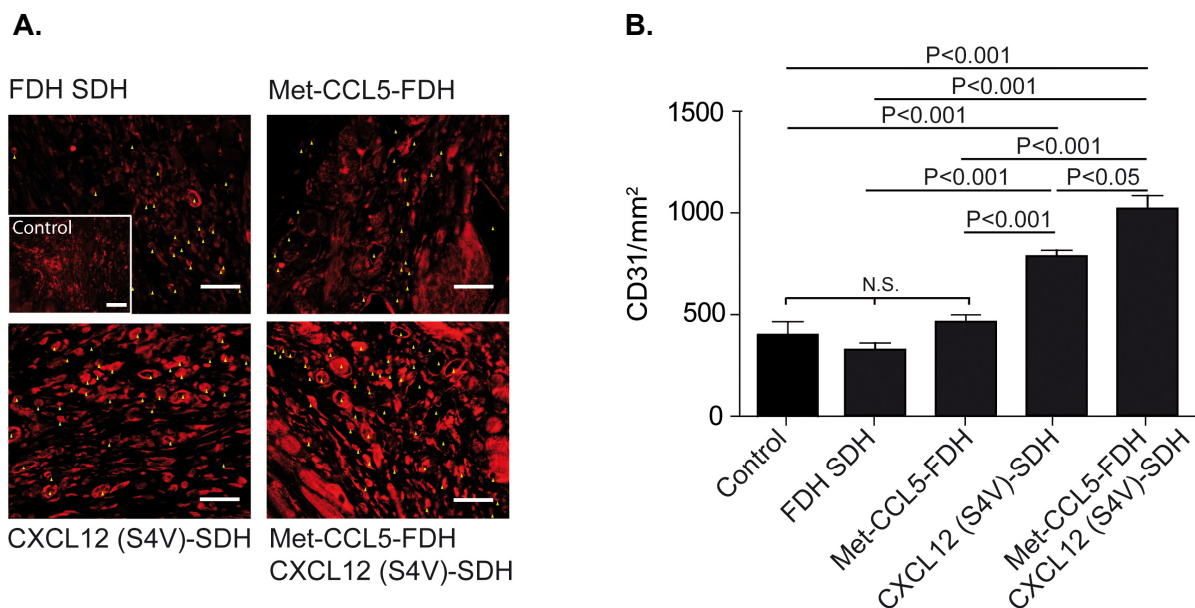 A.
FDH SDH
Met-CCL5-FDH
Control
CXCL12 (S4V)-SDH
Met-CCL5-FDH
CXCL12 (S4V)-SDH
B.
P<0.001
P<0.001
P<0.001
P<0.001
P<0.001
P<0.05
P<0.001
N.S.
CD31/mm²
1500
1000
500
0
Control
FDH SDH
Met-CCL5-FDH
CXCL12 (S4V)-SDH
Met-CCL5-FDH
CXCL12 (S4V)-SDH